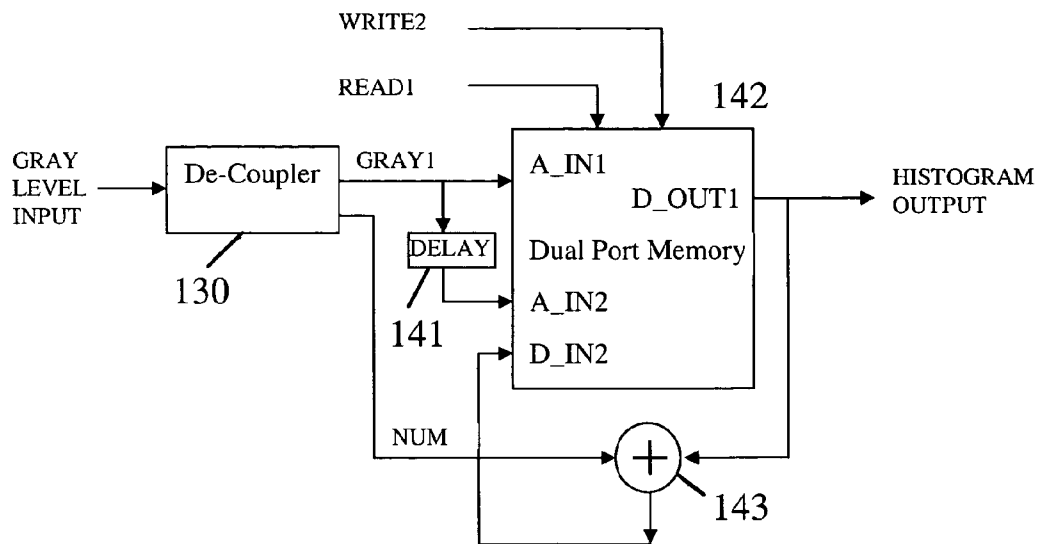 WRITE2
READ1
142
GRAY
LEVEL
INPUT
De-Coupler
GRAY1
A_IN1
D_OUT1
HISTOGRAM
OUTPUT
DELAY
Dual Port Memory
130
141
A_IN2
D_IN2
NUM
+
143